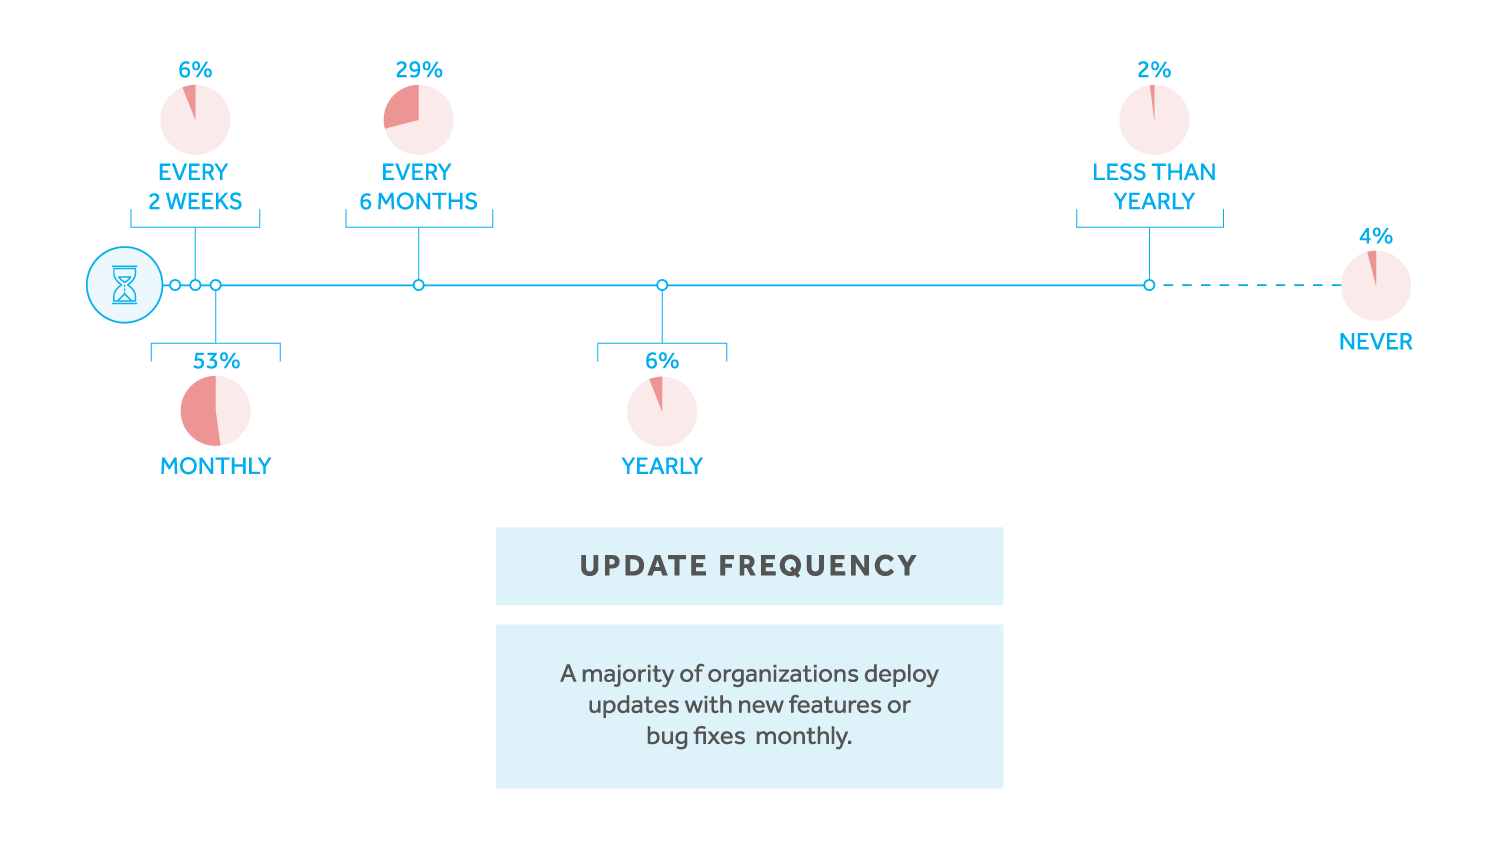 6%
EVERY
2 WEEKS
29%
EVERY
6 MONTHS
2%
LESS THAN
YEARLY
4%
NEVER
53%
MONTHLY
6%
YEARLY
UPDATE FREQUENCY
A majority of organizations deploy
updates with new features or
bug fixes  monthly.